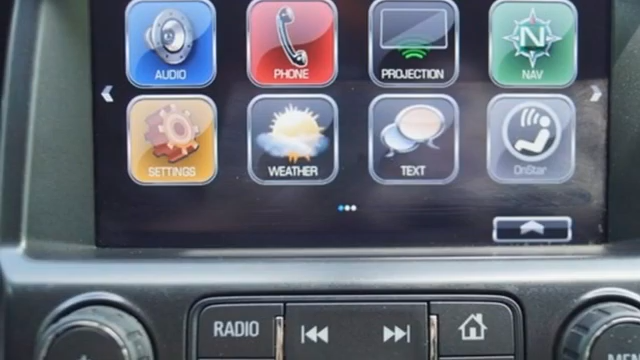 AUDIO PHONE PROJECTION NAV
SETTINGS WEATHER TEXT OnStar
RADIO